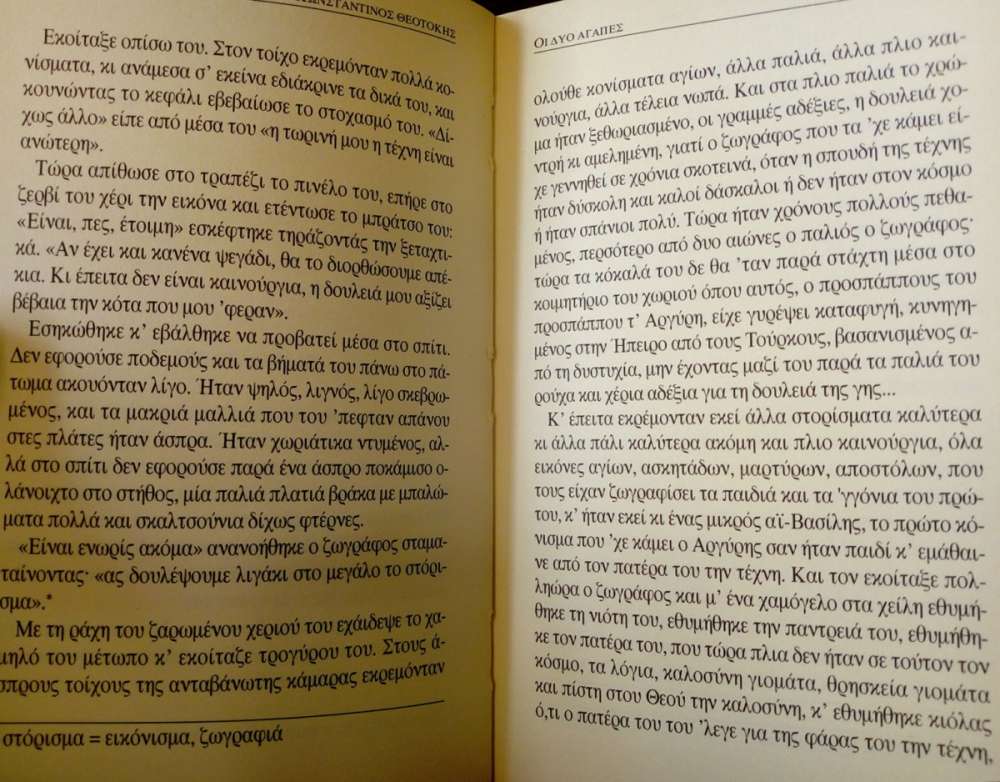 ΚΩΝΣΤΑΝΤΙΝΟΣ ΘΕΟΤΟΚΗΣ
Εκοίταξε οπίσω του. Στον τοίχο εκρεμόνταν πολλά κο-
νίσματα, κι ανάμεσα σ’ εκείνα εδιάκρινε τα δικά του, και
κουνώντας το κεφάλι εβεβαίωσε το στοχασμό του. «Δί-
χως άλλο» είπε από μέσα του «η τωρινή μου η τέχνη είναι
ανώτερη».
Τώρα απίθωσε στο τραπέζι το πινέλο του, επήρε στο
ζερβί του χέρι την εικόνα και ετέντωσε το μπράτσο του:
«Είναι, πες, έτοιμη» εσκέφτηκε τηράζοντάς την ξεταχτι-
κά. «Αν έχει και κανένα ψεγάδι, θα το διορθώσουμε απέ-
κια. Κι έπειτα δεν είναι καινούργια, η δουλειά μου αξίζει
βέβαια την κότα που μου ’φεραν».
Εσηκώθηκε κ’ εβάλθηκε να προβατεί μέσα στο σπίτι.
Δεν εφορούσε ποδεμούς και τα βήματά του πάνω στο πά-
τωμα ακουόνταν λίγο. Ήταν ψηλός, λιγνός, λίγο σκεβρω-
μένος, και τα μακριά μαλλιά που του ’πεφταν απάνου
στες πλάτες ήταν άσπρα. Ήταν χωριάτικα ντυμένος, αλ-
λά στο σπίτι δεν εφορούσε παρά ένα άσπρο ποκάμισο ο-
λάνοιχτο στο στήθος, μία παλιά πλατιά βράκα με μπαλώ-
ματα πολλά και σκαλτσούνια δίχως φτέρνες.
«Είναι ενωρίς ακόμα» ανανοήθηκε ο ζωγράφος σταμα-
ταίνοντας· «ας δουλέψουμε λιγάκι στο μεγάλο το στόρι-
σμα».*
Με τη ράχη του ζαρωμένου χεριού του εχάιδεψε το χα-
μηλό του μέτωπο κ’ εκοίταξε τρογύρου του. Στους ά-
σπρους τοίχους της ανταβάνωτης κάμαρας εκρεμόνταν
στόρισμα = εικόνισμα, ζωγραφιά
ΟΙ ΔΥΟ ΑΓΑΠΕΣ
ολούθε κονίσματα αγίων, άλλα παλιά, άλλα πλιο και-
νούργια, άλλα τέλεια νωπά. Και στα πλιο παλιά το χρώ-
μα ήταν ξεθωριασμένο, οι γραμμές αδέξιες, η δουλειά χο-
ντρή κι αμελημένη, γιατί ο ζωγράφος που τα ’χε κάμει εί-
χε γεννηθεί σε χρόνια σκοτεινά, όταν η σπουδή της τέχνης
ήταν δύσκολη και καλοί δάσκαλοι ή δεν ήταν στον κόσμο
ή ήταν σπάνιοι πολύ. Τώρα ήταν χρόνους πολλούς πεθα-
μένος, περσότερο από δυο αιώνες ο παλιός ο ζωγράφος·
τώρα τα κόκαλά του δε θα ’ταν παρά στάχτη μέσα στο
κοιμητήριο του χωριού όπου αυτός, ο προσπάππους του
προσπάππου τ’ Αργύρη, είχε γυρέψει καταφυγή, κυνηγη-
μένος στην Ήπειρο από τους Τούρκους, βασανισμένος α-
πό τη δυστυχία, μην έχοντας μαζί του παρά τα παλιά του
ρούχα και χέρια αδέξια για τη δουλειά της γης...
Κ’ έπειτα εκρέμονταν εκεί άλλα στορίσματα καλύτερα
κι άλλα πάλι καλύτερα ακόμη και πλιο καινούργια, όλα
εικόνες αγίων, ασκητάδων, μαρτύρων, αποστόλων, που
τους είχαν ζωγραφίσει τα παιδιά και τα ’γγόνια του πρώ-
του, κ’ ήταν εκεί κι ένας μικρός αϊ-Βασίλης, το πρώτο κό-
νισμα που ’χε κάμει ο Αργύρης σαν ήταν παιδί κ’ εμάθαι-
νε από τον πατέρα του την τέχνη. Και τον εκοίταξε πολ-
ληώρα ο ζωγράφος και μ’ ένα χαμόγελο στα χείλη εθυμή-
θηκε τη νιότη του, εθυμήθηκε την παντρειά του, εθυμήθη-
κε τον πατέρα του, που τώρα πλια δεν ήταν σε τούτον τον
κόσμο, τα λόγια, καλοσύνη γιομάτα, θρησκεία γιομάτα
και πίστη στου Θεού την καλοσύνη, κ’ εθυμήθηκε κιόλας
ό,τι ο πατέρα του του ’λεγε για της φάρας του την τέχνη,